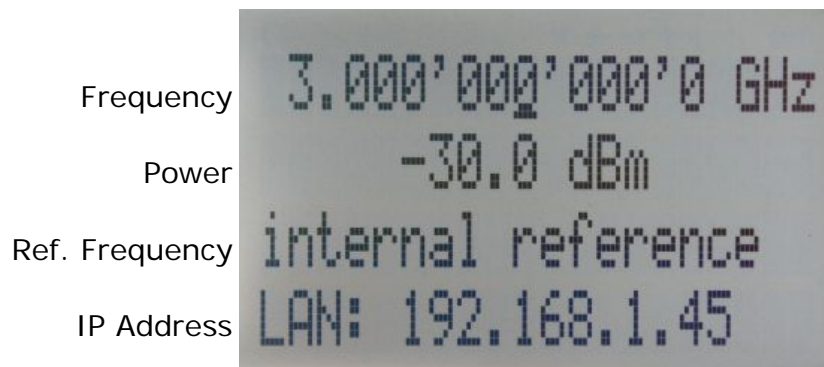 Frequency 3.000'000'000'0 GHz
Power -30.0 dBm
Ref. Frequency internal reference
IP Address LAN: 192.168.1.45